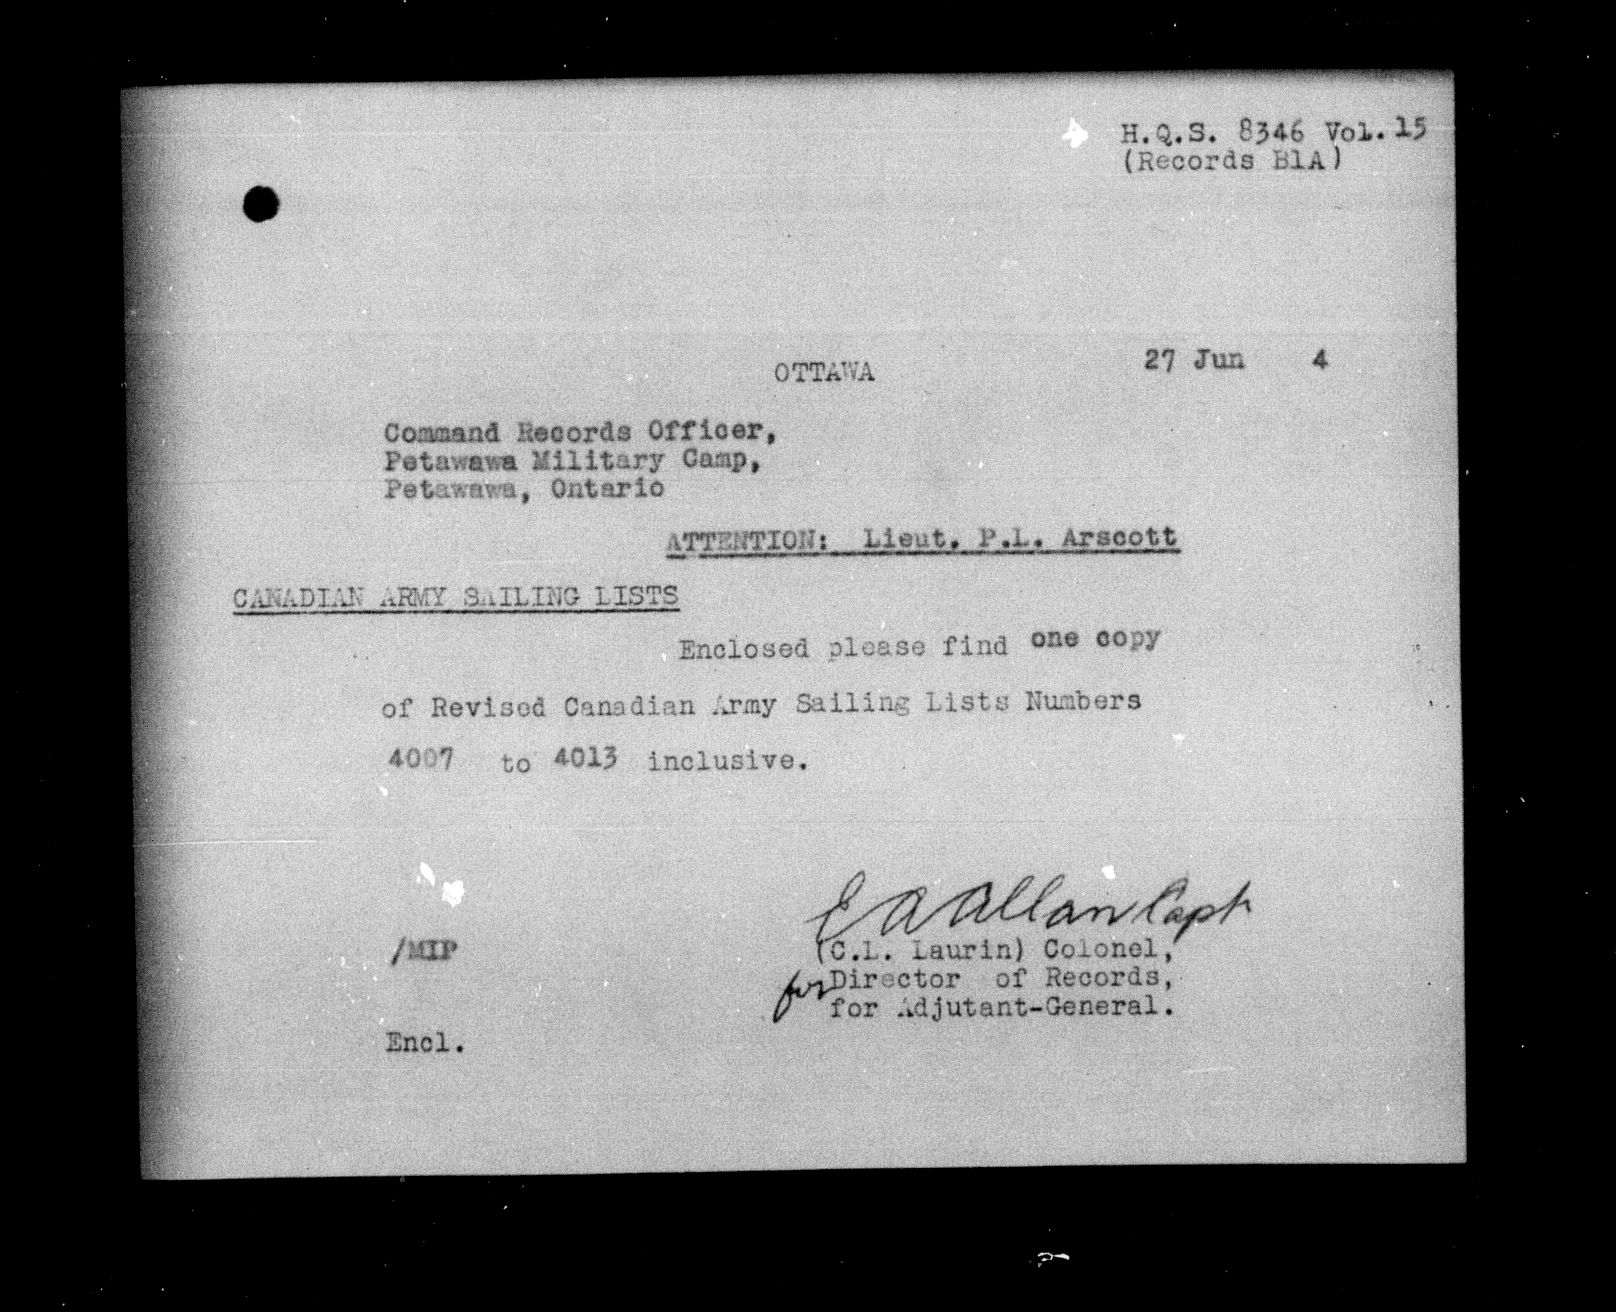 H.Q.S. 8346 Vol. 15
(Records B1A)
OTTAWA 27 Jun 4
Command Records Officer,
Petawawa Military Camp,
Petawawa, Ontario
ATTENTION: Lieut. P.L. Arscott
CANADIAN ARMY SAILING LISTS
Enclosed please find one copy
of Revised Canadian Army Sailing Lists Numbers
4007 to 4013 inclusive.
E A Allan Capt
/MIP (C.L. Laurin) Colonel,
for Director of Records,
for Adjutant-General.
Encl.